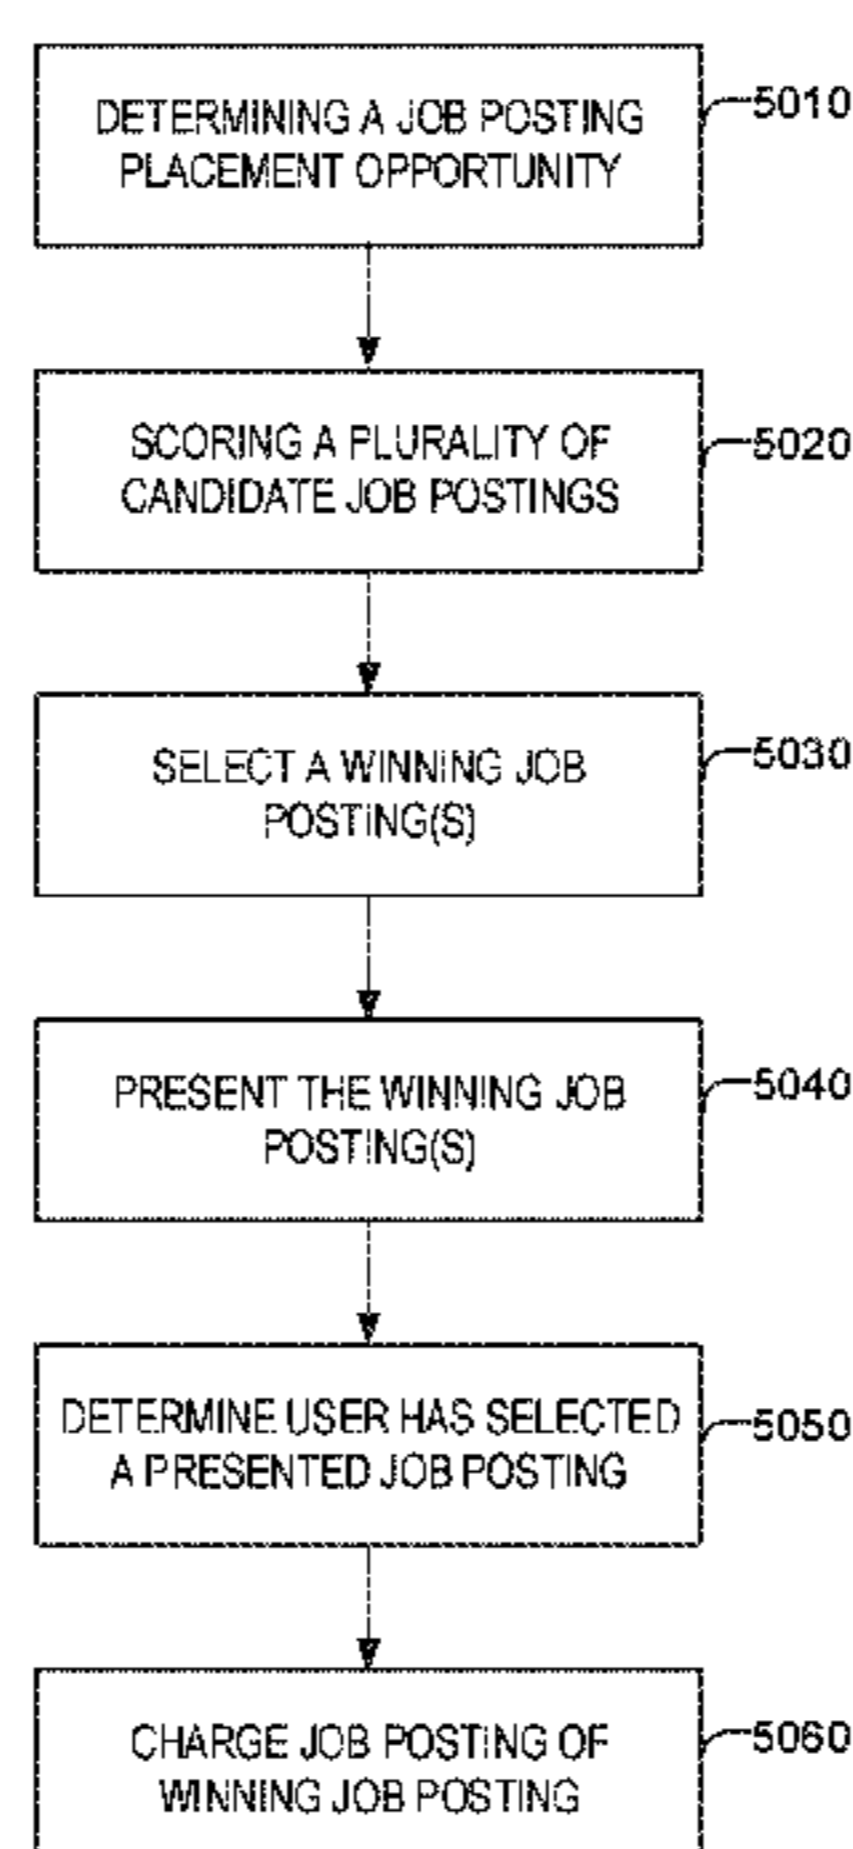 DETERMINING A JOB POSTING
PLACEMENT OPPORTUNITY
5010
SCORING A PLURALITY OF
CANDIDATE JOB POSTINGS
5020
SELECT A WINNING JOB
POSTING(S)
5030
PRESENT THE WINNING JOB
POSTING(S)
5040
DETERMINE USER HAS SELECTED
A PRESENTED JOB POSTING
5050
CHARGE JOB POSTING OF
WINNING JOB POSTING
5060